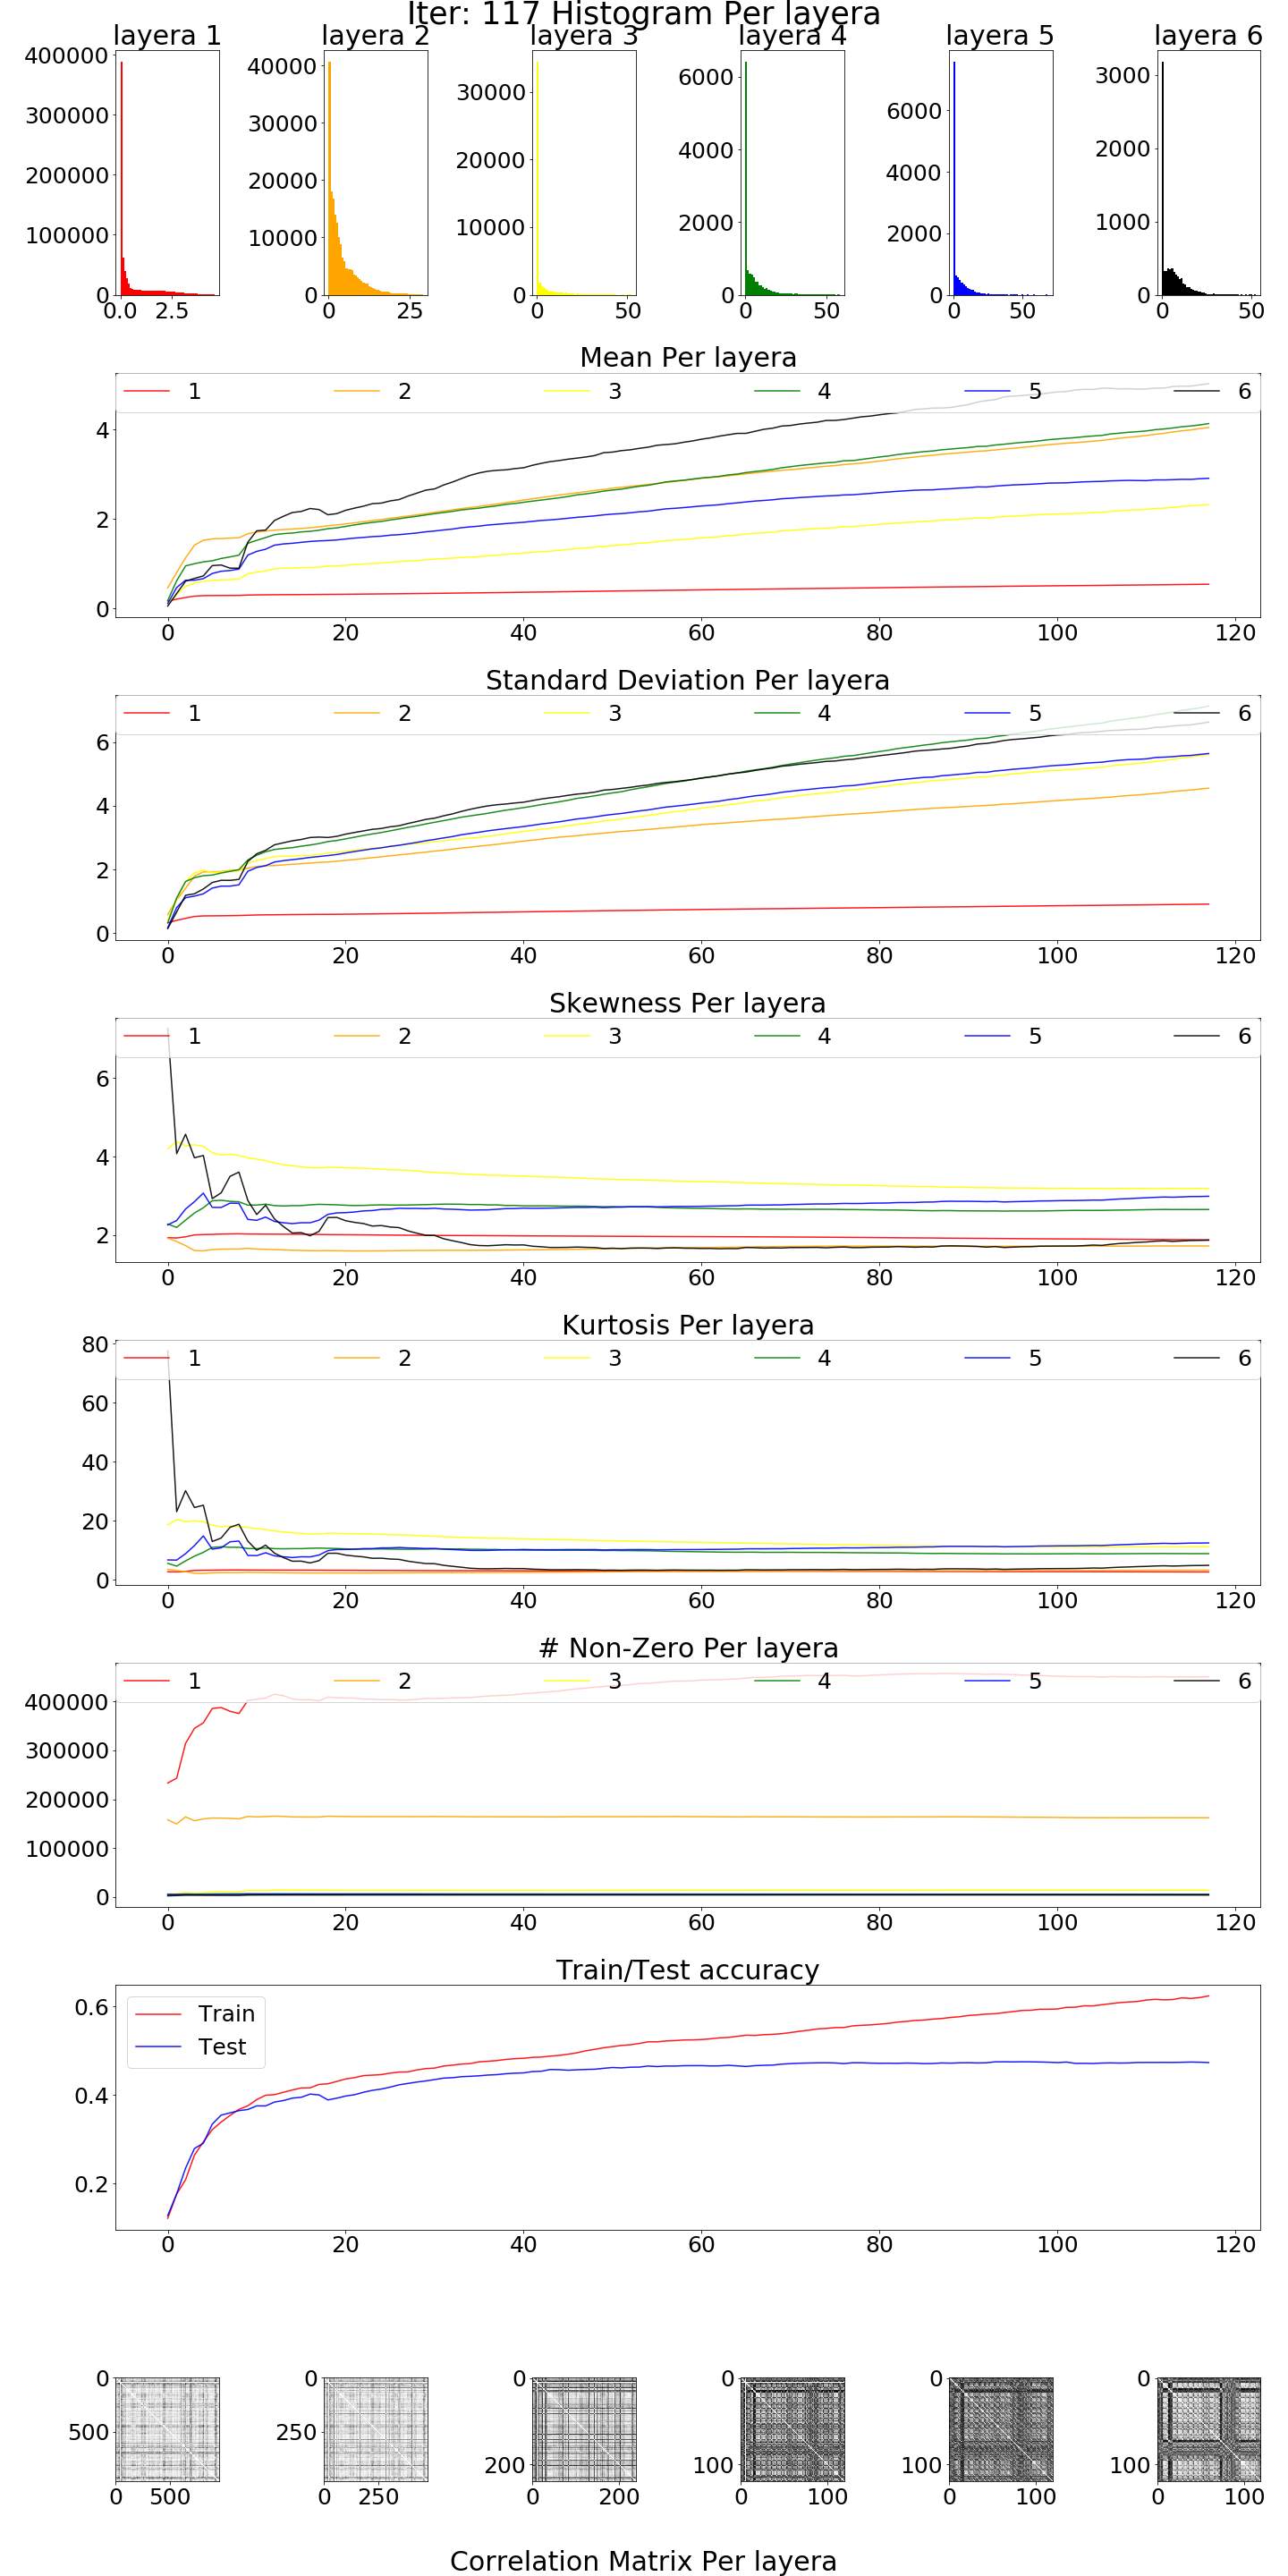 Iter: 117 Histogram Per layera
layera 1 layera 2 layera 3 layera 4 layera 5 layera 6
400000 300000 200000 100000 0
0.0 2.5
40000 30000 20000 10000 0
0 25
30000 20000 10000 0
0 50
6000 4000 2000 0
0 50
6000 4000 2000 0
0 50
3000 2000 1000 0
0 50
Mean Per layera
1 2 3 4 5 6
4
2
0
0 20 40 60 80 100 120
Standard Deviation Per layera
1 2 3 4 5 6
6
4
2
0
0 20 40 60 80 100 120
Skewness Per layera
1 2 3 4 5 6
6
4
2
0 20 40 60 80 100 120
Kurtosis Per layera
80
1 2 3 4 5 6
60
40
20
0
0 20 40 60 80 100 120
# Non-Zero Per layera
1 2 3 4 5 6
400000
300000
200000
100000
0
0 20 40 60 80 100 120
Train/Test accuracy
0.6
Train
Test
0.4
0.2
0 20 40 60 80 100 120
0 500
0 500
0 250
0 250
0 200
0 200
0 100
0 100
0 100
0 100
0 100
0 100
Correlation Matrix Per layera